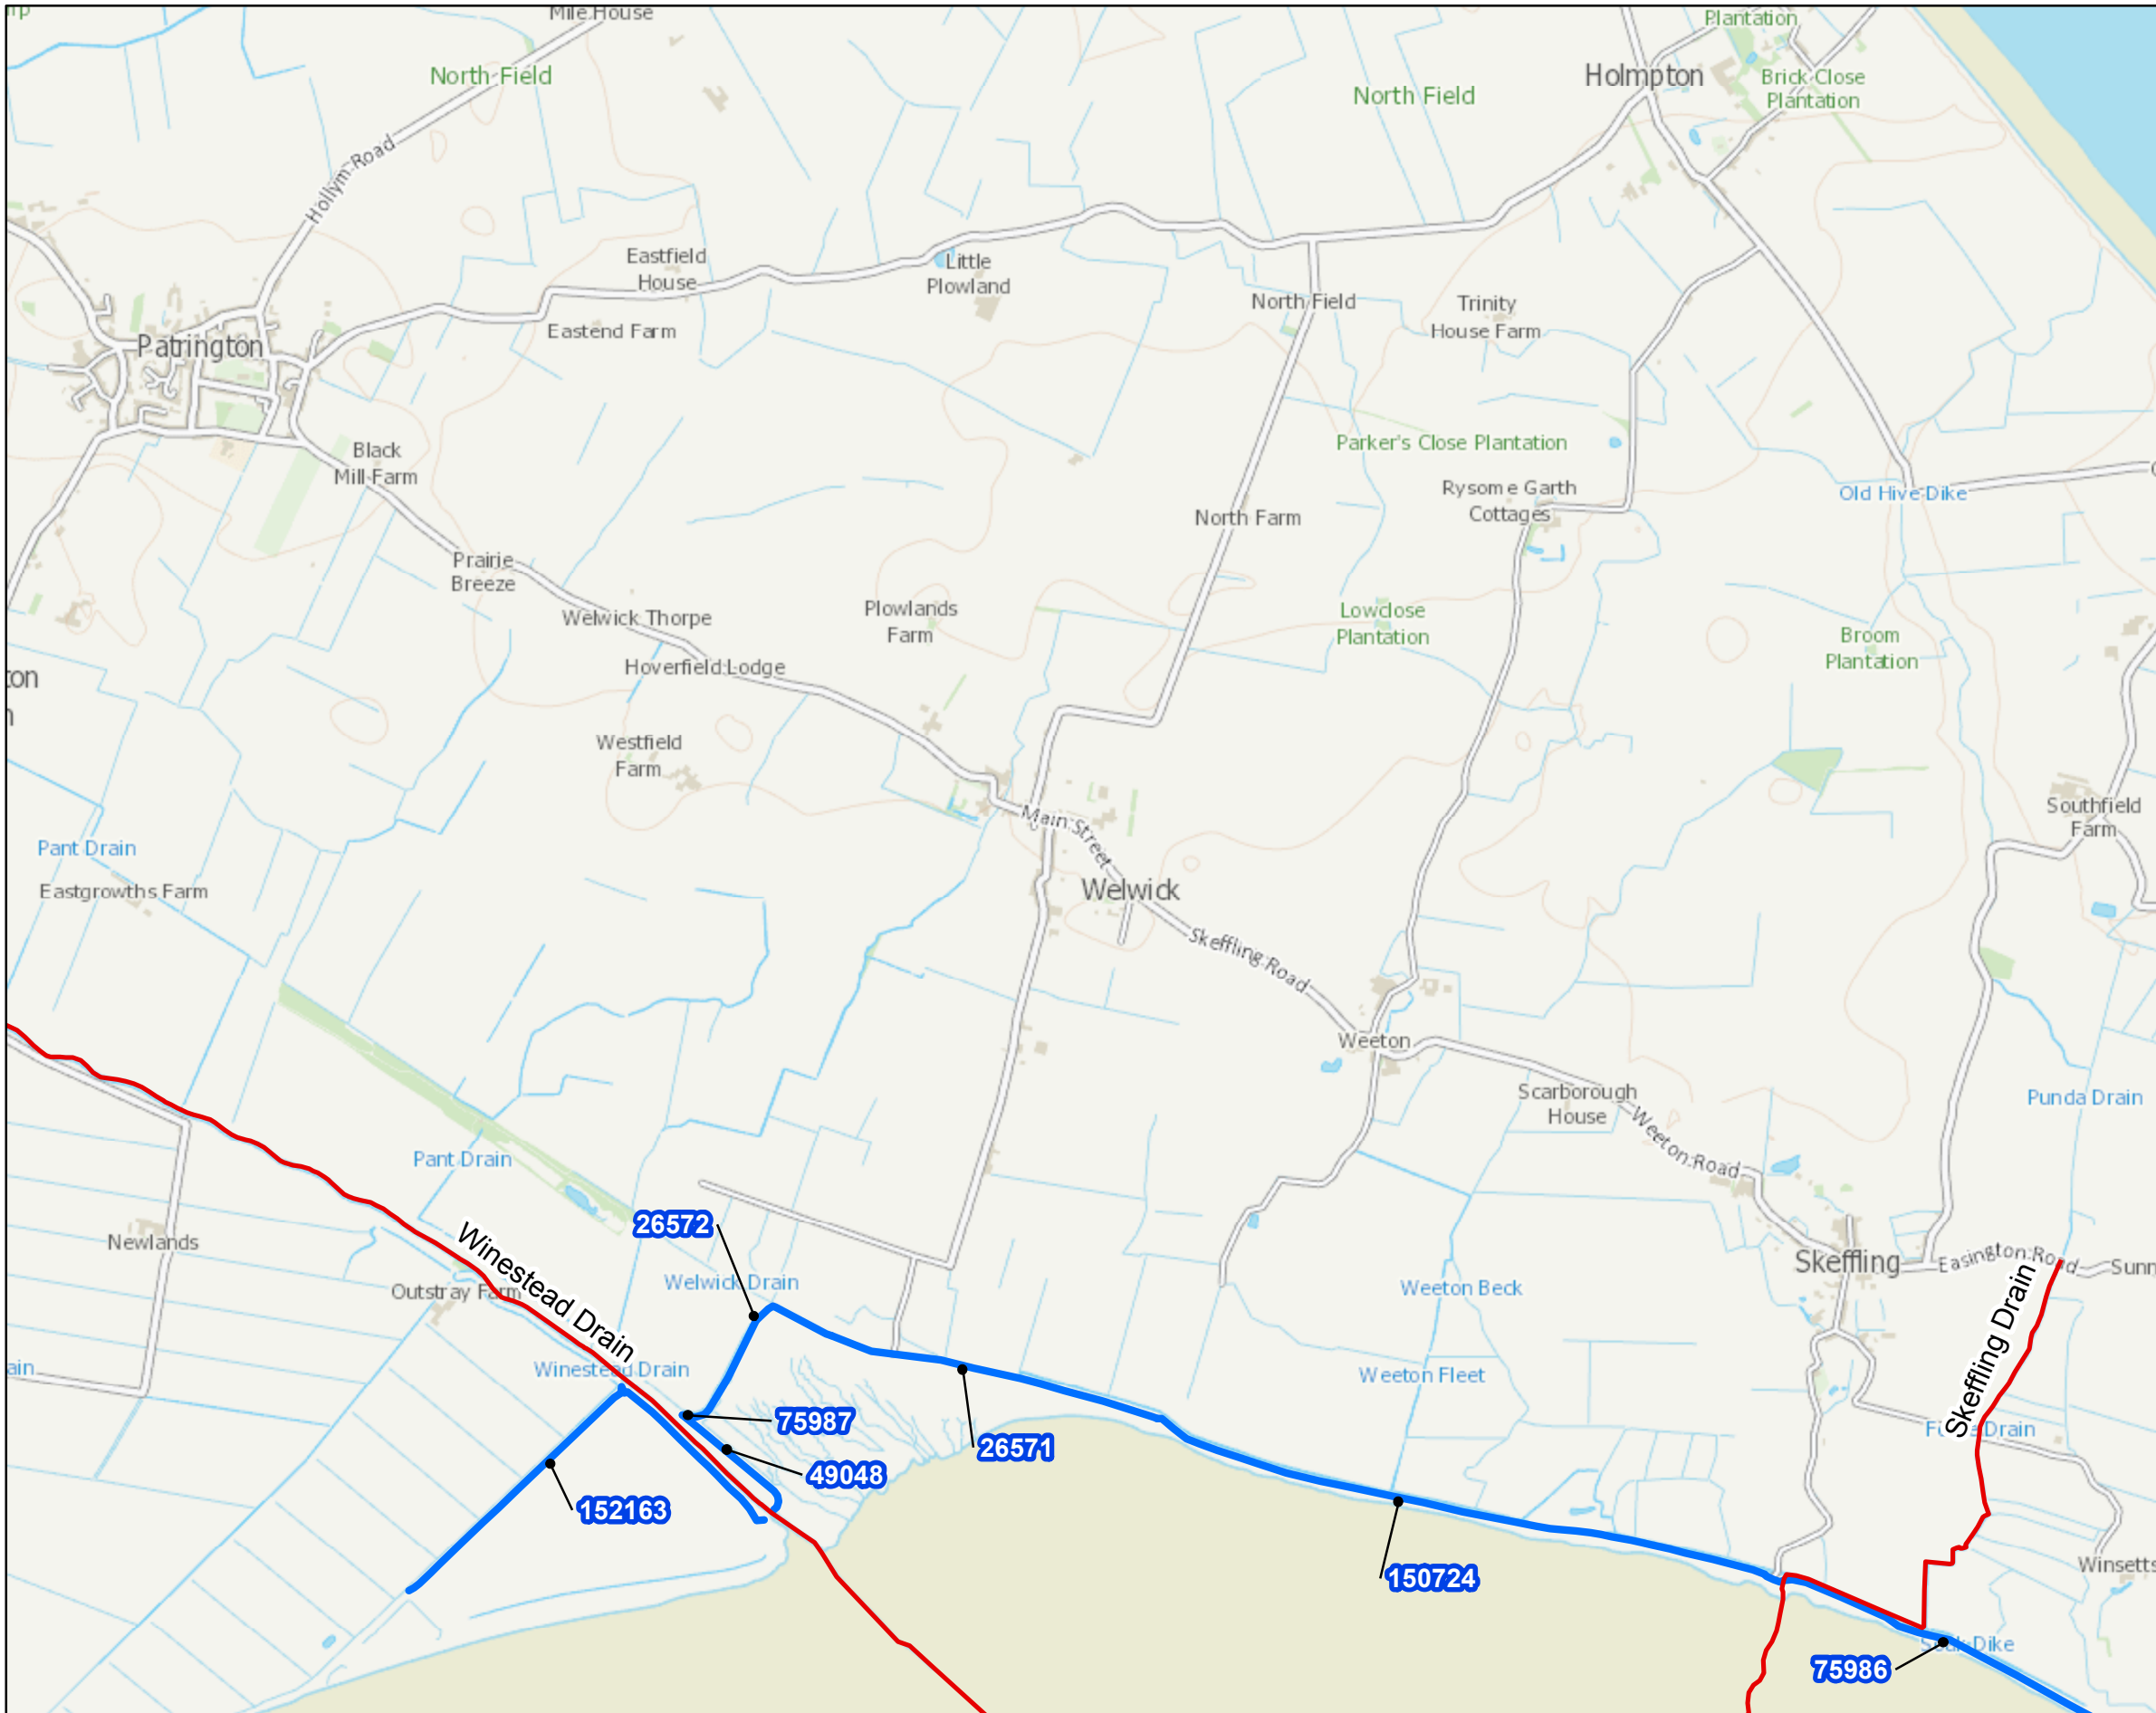 Mile House
Plantation
North Field
Holmpton
Brick Close
Plantation
North Field
Hollym Road
Eastfield
House
Little
Plowland
North Field
Trinity
House Farm
Eastend Farm
Patrington
Black
Mill Farm
Parker's Close Plantation
Rysome Garth
Cottages
Old Hive Dike
North Farm
Prairie
Breeze
Welwick Thorpe
Plowlands
Farm
Lowclose
Plantation
Broom
Plantation
Hoverfield Lodge
ton
Westfield
Farm
Southfield
Farm
Main Street
Pant Drain
Eastgrowths Farm
Welwick
Skeffling Road
Weeton
Scarborough
House
Punda Drain
Weeton Road
Pant Drain
Newlands
26572
Winestead Drain
Welwick Drain
Outstray Farm
Weeton Beck
Skeffling
Easington Road
Sunn
Skeffling Drain
ain
Winestead Drain
Weeton Fleet
75987
26571
Drain
49048
152163
150724
Winsetts
Dike
75986